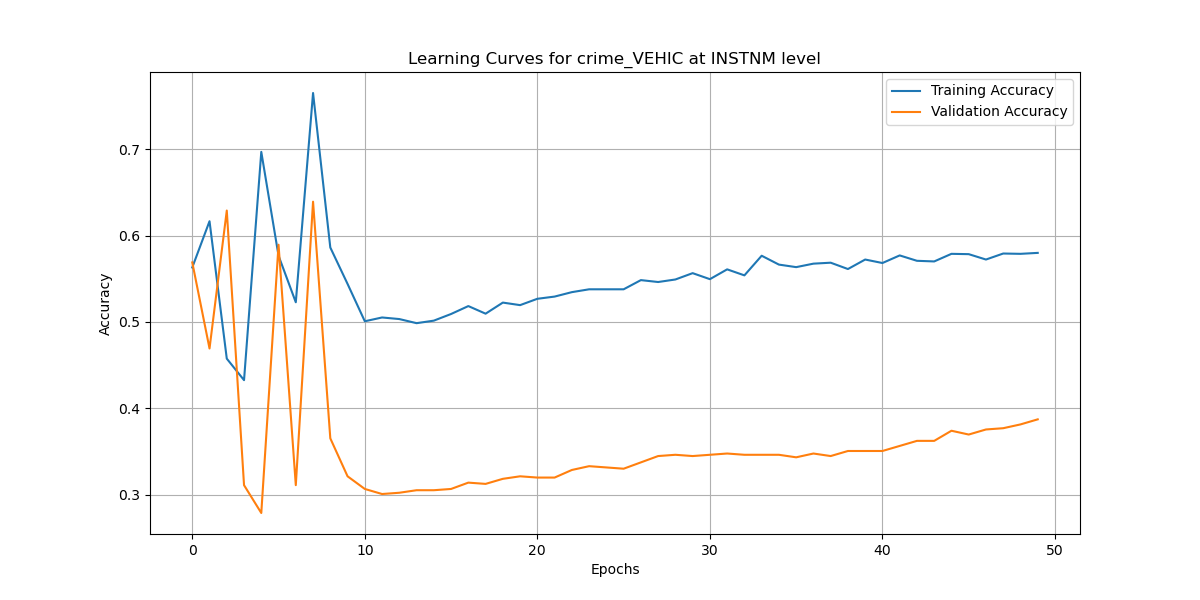 Learning Curves for crime_VEHIC at INSTNM level
Training Accuracy
Validation Accuracy
0.7
0.6
0.5
0.4
0.3
Accuracy
0
10
20
30
40
50
Epochs